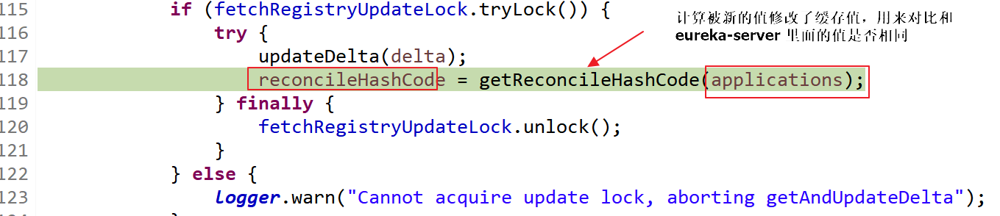 115 if (fetchRegistryUpdateLock.tryLock()) {
计算被新的值修改了缓存值，用来对比和
116 try {
eureka-server 里面的值是否相同
117 updateDelta(delta);
118 reconcileHashCode = getReconcileHashCode(applications);
119 } finally {
120 fetchRegistryUpdateLock.unlock();
121 }
122 } else {
123 logger.warn("Cannot acquire update lock, aborting getAndUpdateDelta");